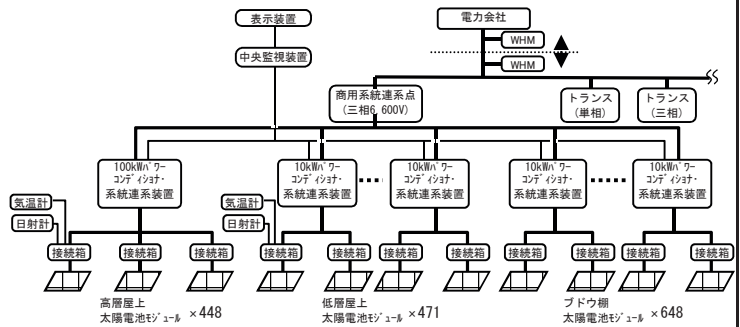 表示装置
電力会社
WHM
中央監視装置
WHM
商用系統連系点
(三相6,600V)
トランス
(単相)
トランス
(三相)
100kWパワー
コンディショナ・
系統連系装置
10kWパワー
コンディショナ・
系統連系装置
10kWパワー
コンディショナ・
系統連系装置
10kWパワー
コンディショナ・
系統連系装置
10kWパワー
コンディショナ・
系統連系装置
気温計
日射計
気温計
日射計
接続箱
接続箱
接続箱
接続箱
接続箱
接続箱
接続箱
接続箱
接続箱
接続箱
接続箱
高層屋上
太陽電池モジュール ×448
低層屋上
太陽電池モジュール ×471
ブドウ棚
太陽電池モジュール ×648